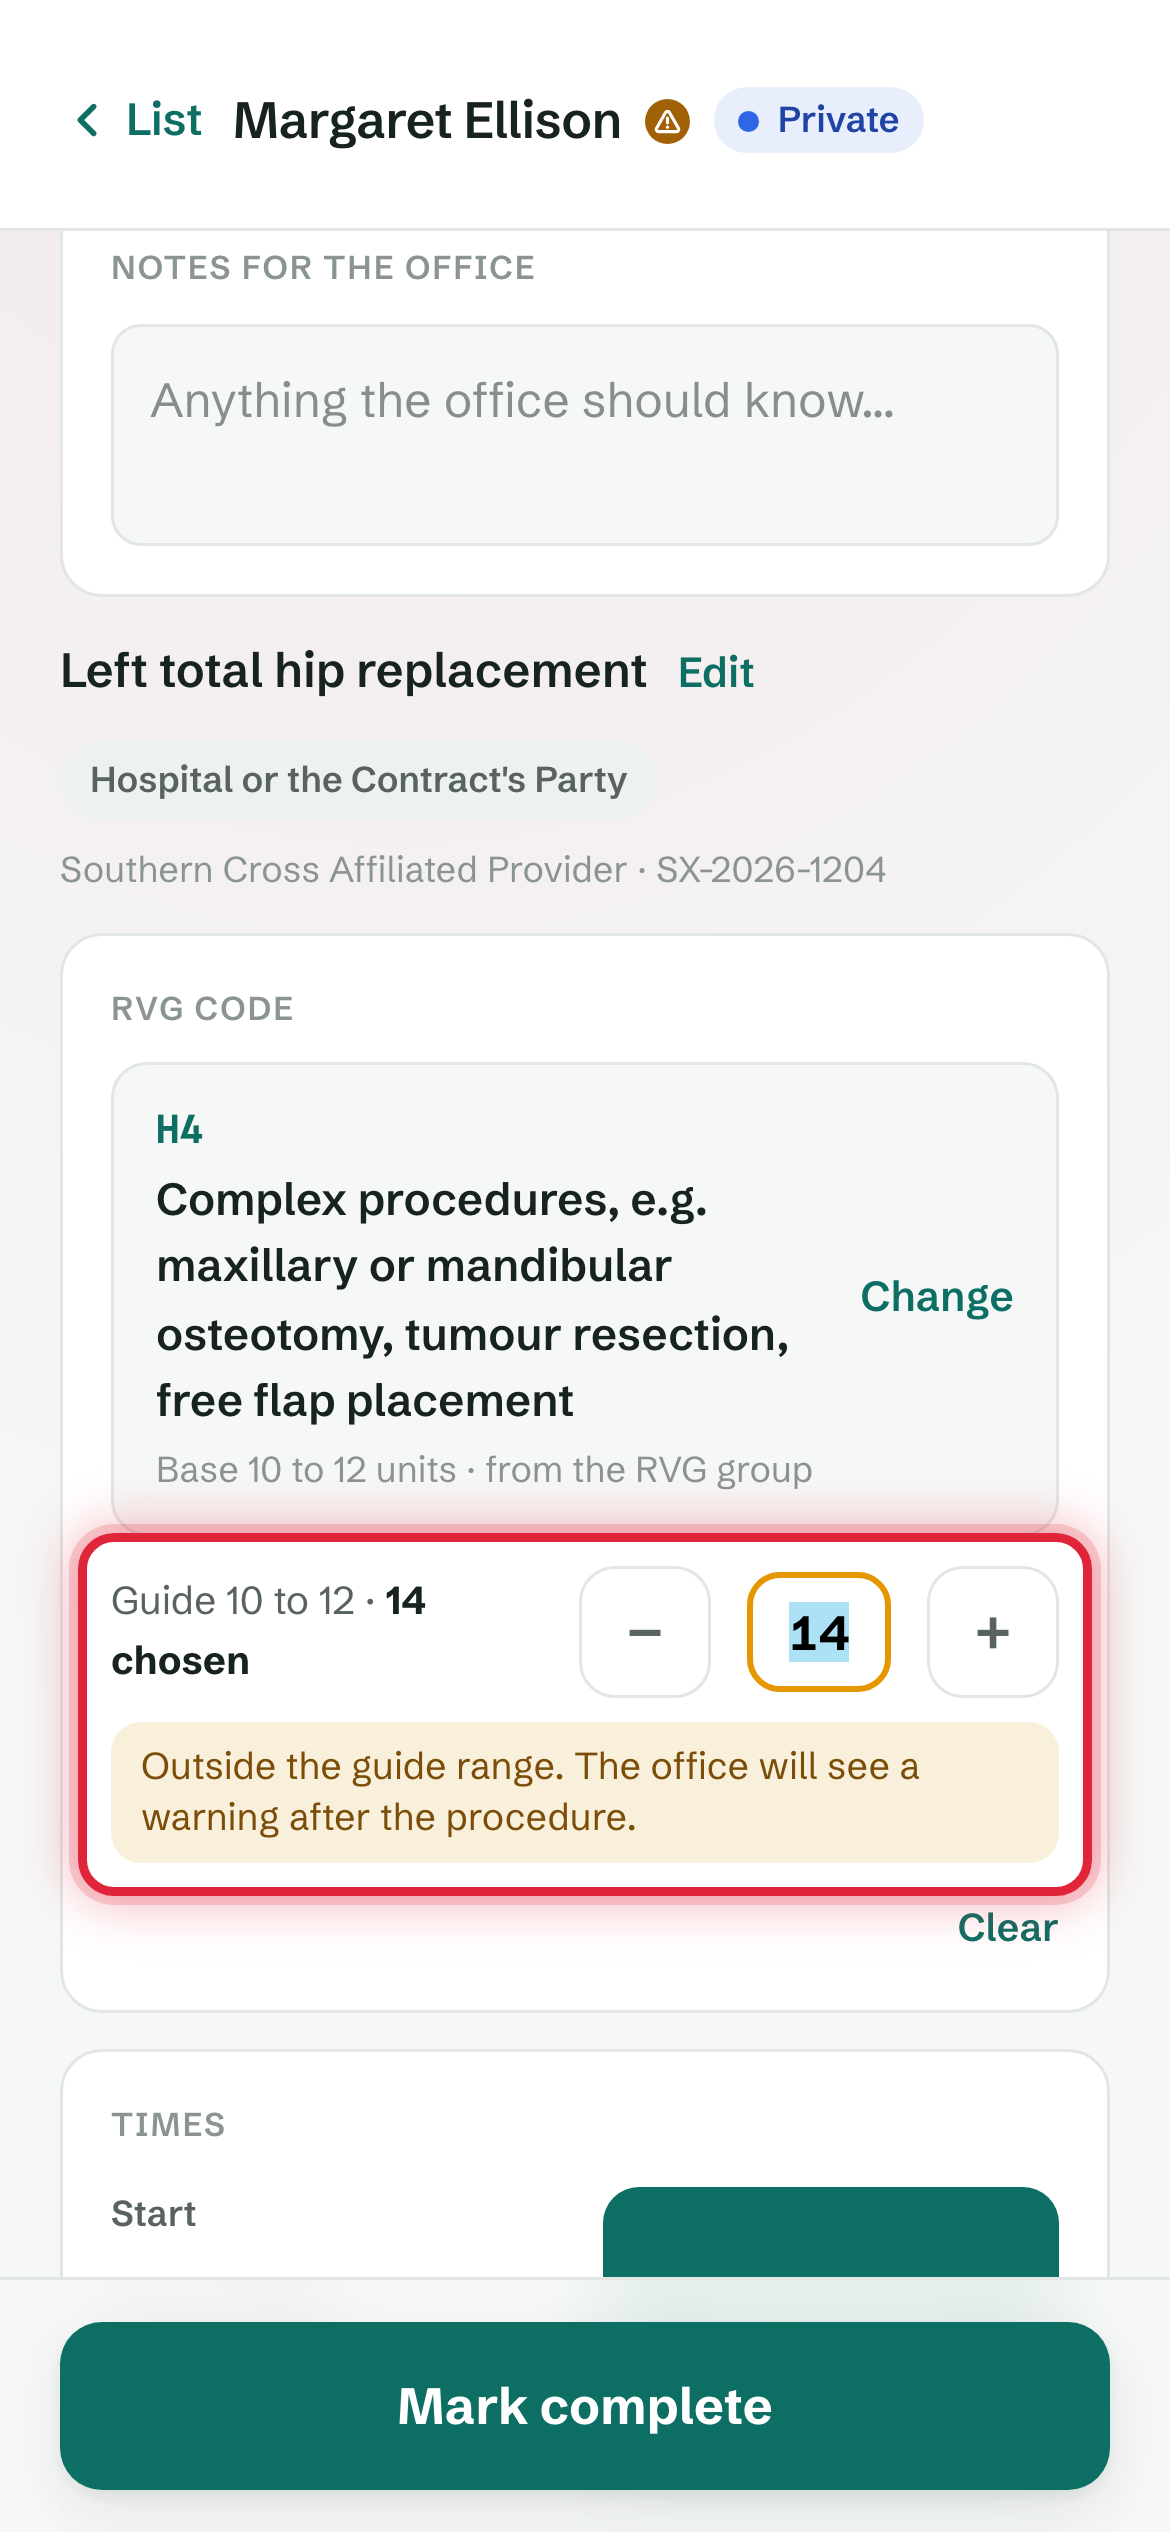 List Margaret Ellison Private
NOTES FOR THE OFFICE
Anything the office should know...
Left total hip replacement Edit
Hospital or the Contract's Party
Southern Cross Affiliated Provider · SX-2026-1204
RVG CODE
H4
Complex procedures, e.g.
maxillary or mandibular
osteotomy, tumour resection,
free flap placement
Change
Base 10 to 12 units · from the RVG group
Guide 10 to 12 · 14
chosen
− 14 +
Outside the guide range. The office will see a
warning after the procedure.
Clear
TIMES
Start
Mark complete